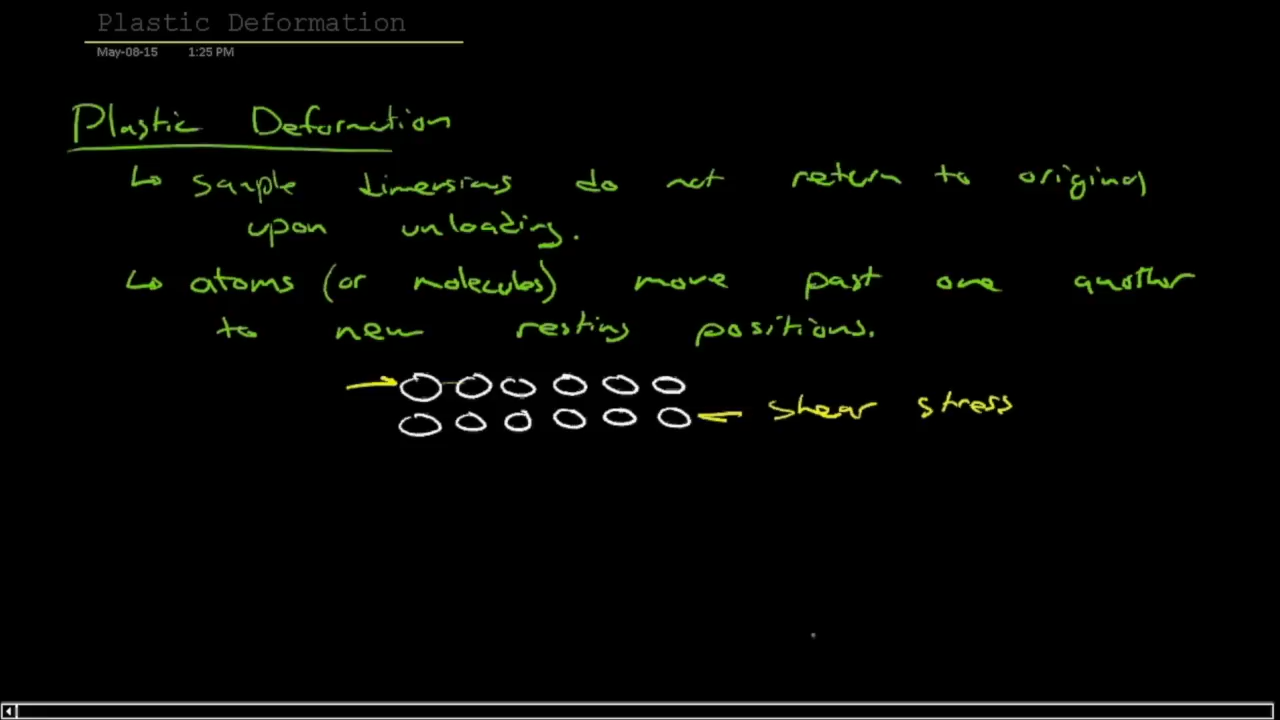 Plastic Deformation
May-08-15 1:25 PM
Plastic Deformation
↳ sample dimensions do not return to original
upon unloading.
↳ atoms (or molecules) move past one another
to new resting positions.
shear stress